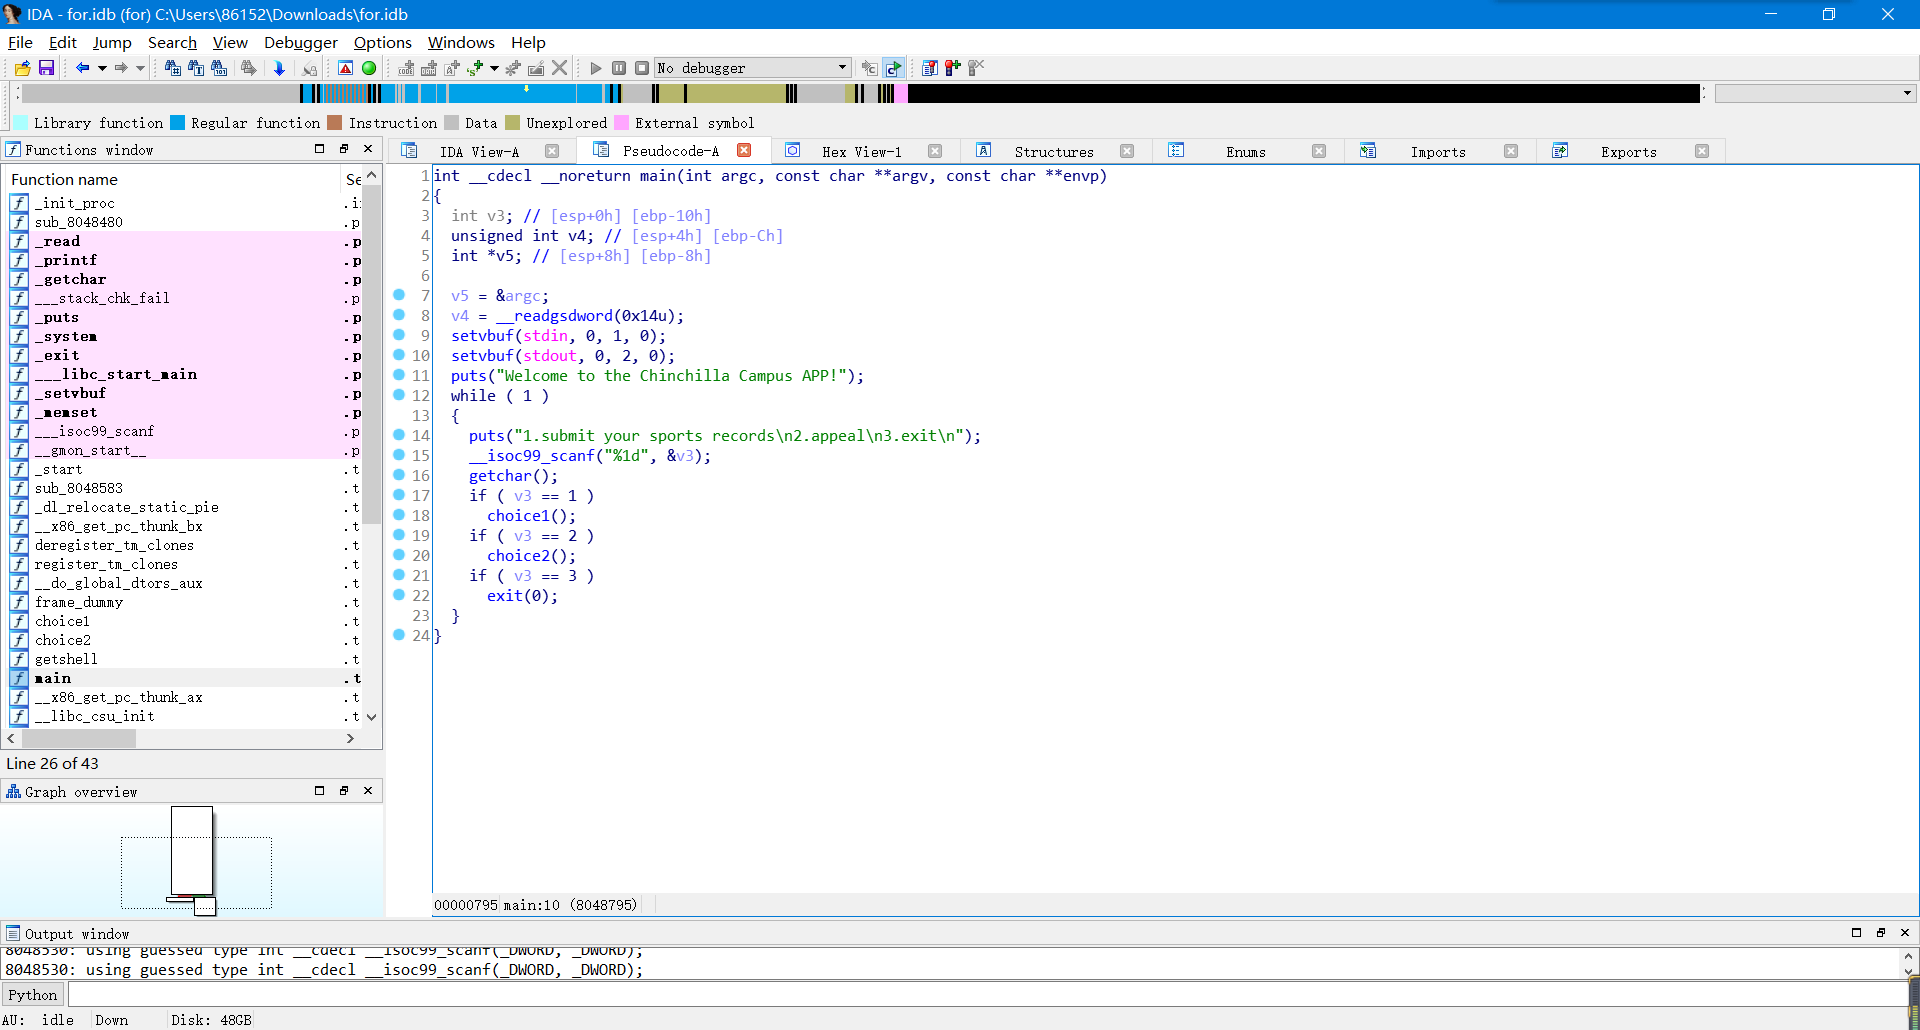 IDA - for.idb (for) C:\Users\86152\Downloads\for.idb
File Edit Jump Search View Debugger Options Windows Help
No debugger
Library function Regular function Instruction Data Unexplored External symbol
Functions window
Function name Se
_init_proc .i
sub_8048480 .p
_read .p
_printf .p
_getchar .p
___stack_chk_fail .p
_puts .p
_system .p
_exit .p
___libc_start_main .p
_setvbuf .p
_memset .p
___isoc99_scanf .p
__gmon_start__ .p
_start .t
sub_8048583 .t
_dl_relocate_static_pie .t
__x86_get_pc_thunk_bx .t
deregister_tm_clones .t
register_tm_clones .t
__do_global_dtors_aux .t
frame_dummy .t
choice1 .t
choice2 .t
getshell .t
main .t
__x86_get_pc_thunk_ax .t
__libc_csu_init .t
Line 26 of 43
Graph overview
IDA View-A Pseudocode-A Hex View-1 Structures Enums Imports Exports
1 int __cdecl __noreturn main(int argc, const char **argv, const char **envp)
2 {
3 int v3; // [esp+0h] [ebp-10h]
4 unsigned int v4; // [esp+4h] [ebp-Ch]
5 int *v5; // [esp+8h] [ebp-8h]
6
7 v5 = &argc;
8 v4 = __readgsdword(0x14u);
9 setvbuf(stdin, 0, 1, 0);
10 setvbuf(stdout, 0, 2, 0);
11 puts("Welcome to the Chinchilla Campus APP!");
12 while ( 1 )
13 {
14 puts("1.submit your sports records\n2.appeal\n3.exit\n");
15 __isoc99_scanf("%1d", &v3);
16 getchar();
17 if ( v3 == 1 )
18 choice1();
19 if ( v3 == 2 )
20 choice2();
21 if ( v3 == 3 )
22 exit(0);
23 }
24 }
00000795 main:10 (8048795)
Output window
8048530: using guessed type int __cdecl __isoc99_scanf(_DWORD, _DWORD);
8048530: using guessed type int __cdecl __isoc99_scanf(_DWORD, _DWORD);
Python
AU: idle Down Disk: 48GB